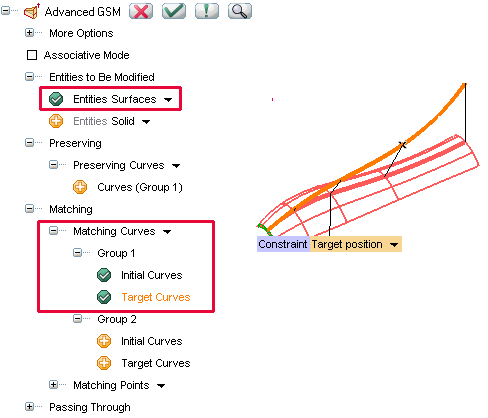 Advanced GSM
More Options
Associative Mode
Entities to Be Modified
Entities Surfaces
Entities Solid
Preserving
Preserving Curves
Curves (Group 1)
Matching
Matching Curves
Group 1
Initial Curves
Target Curves
Group 2
Initial Curves
Target Curves
Matching Points
Passing Through
Constraint Target position